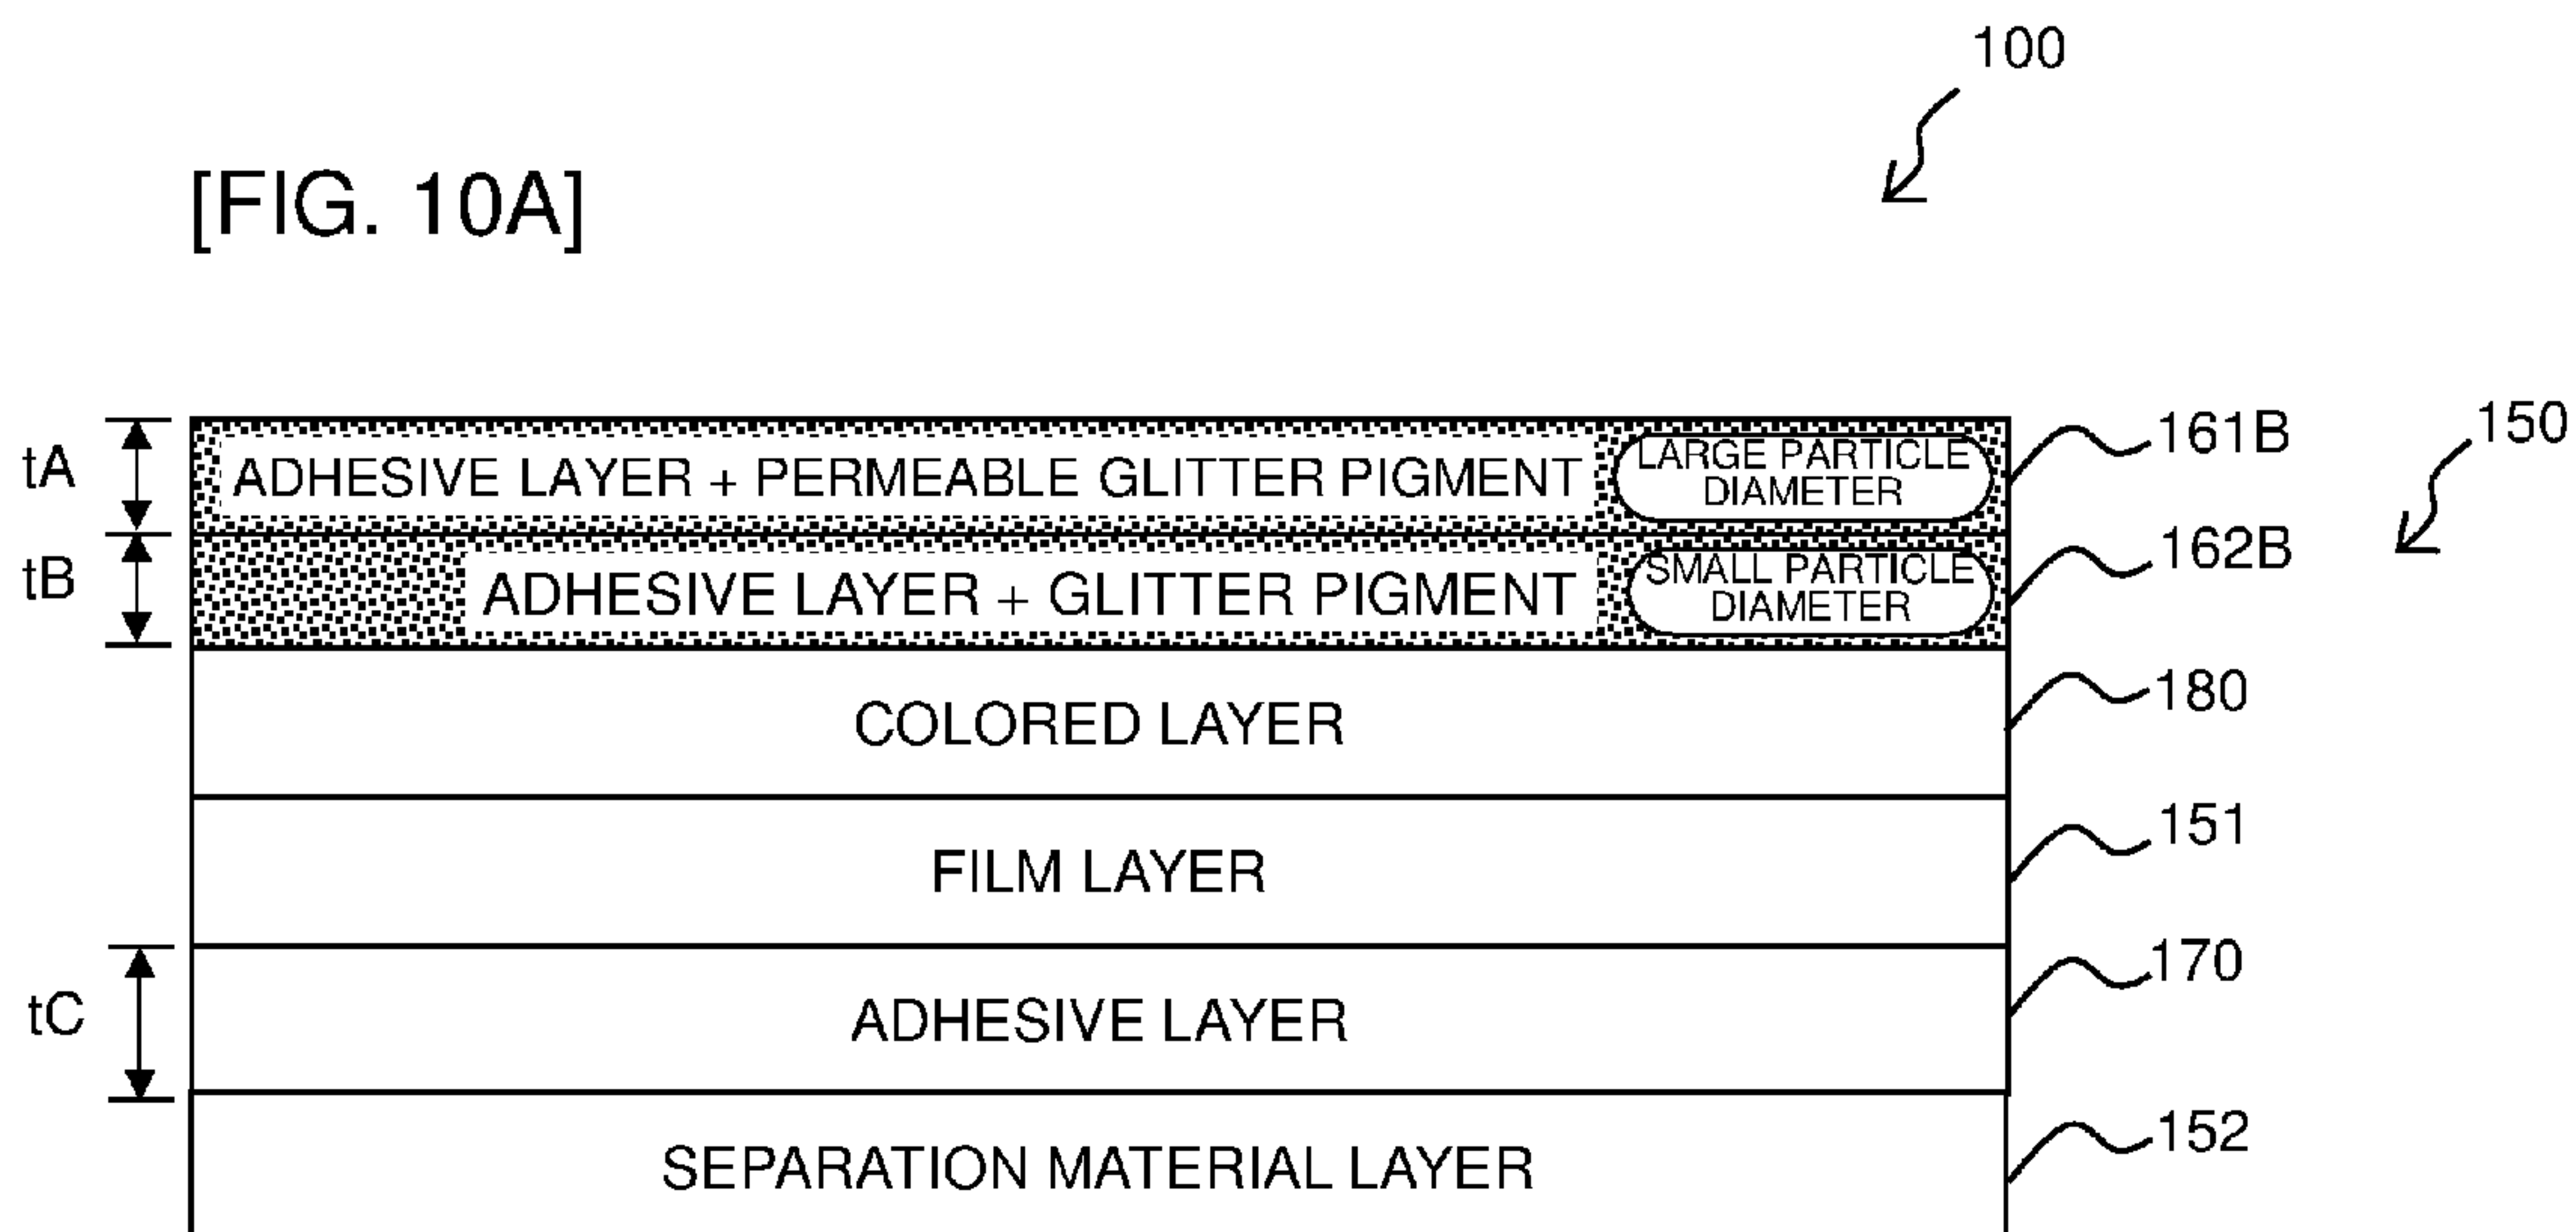 100
[FIG. 10A]
tA
ADHESIVE LAYER + PERMEABLE GLITTER PIGMENT
LARGE PARTICLE
DIAMETER
161B
150
tB
ADHESIVE LAYER + GLITTER PIGMENT
SMALL PARTICLE
DIAMETER
162B
COLORED LAYER
180
FILM LAYER
151
tC
ADHESIVE LAYER
170
SEPARATION MATERIAL LAYER
152